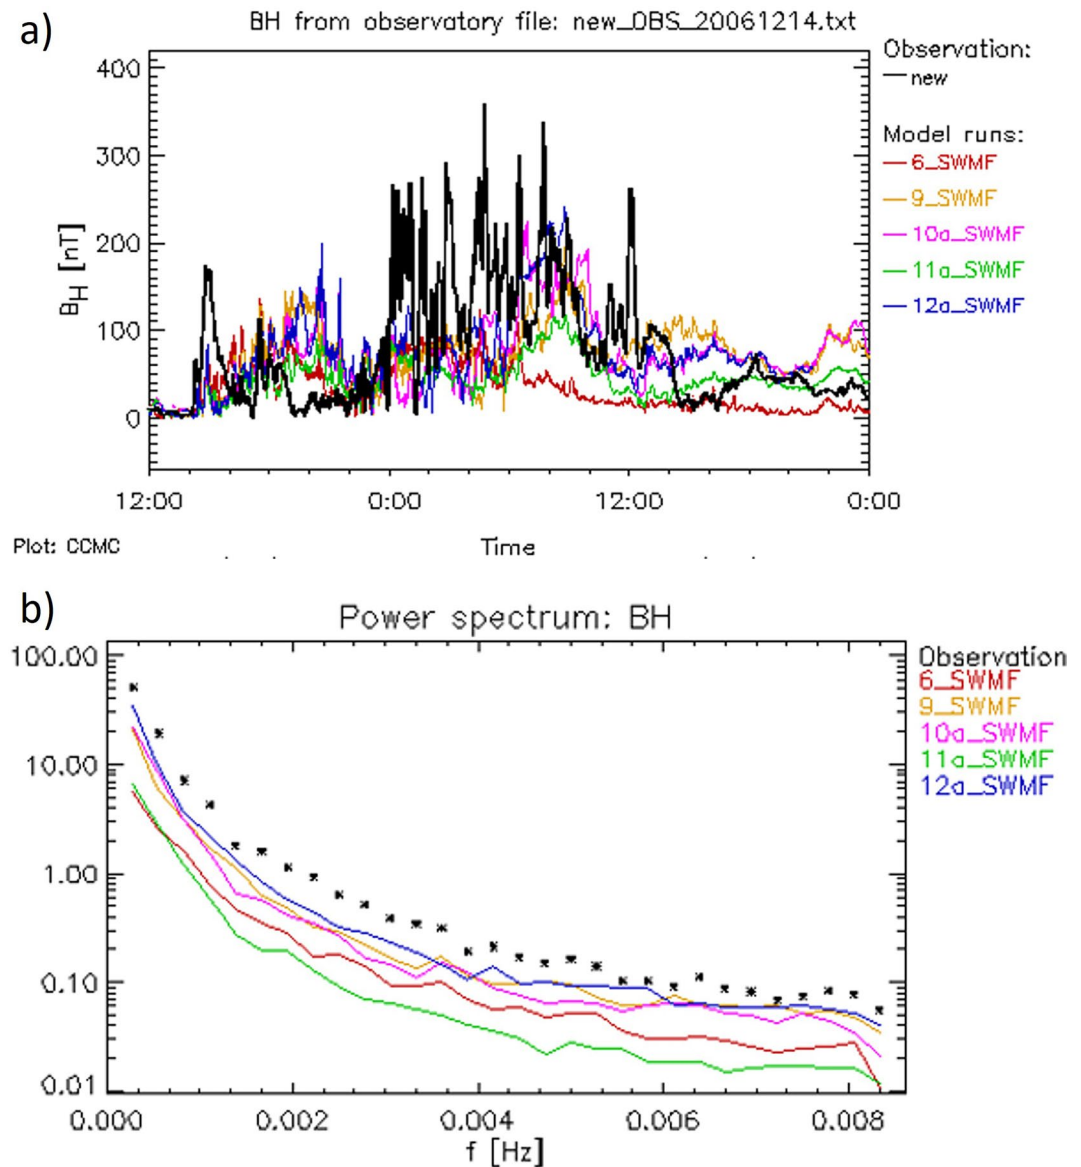 a)
BH from observatory file: new_OBS_20061214.txt
400
300
200
100
0
B_H [nT]
12:00
0:00
12:00
0:00
Time
Plot: CCMC
Observation:
new
Model runs:
6_SWMF
9_SWMF
10a_SWMF
11a_SWMF
12a_SWMF
b)
Power spectrum: BH
100.00
10.00
1.00
0.10
0.01
0.000
0.002
0.004
0.006
0.008
f [Hz]
Observation
6_SWMF
9_SWMF
10a_SWMF
11a_SWMF
12a_SWMF